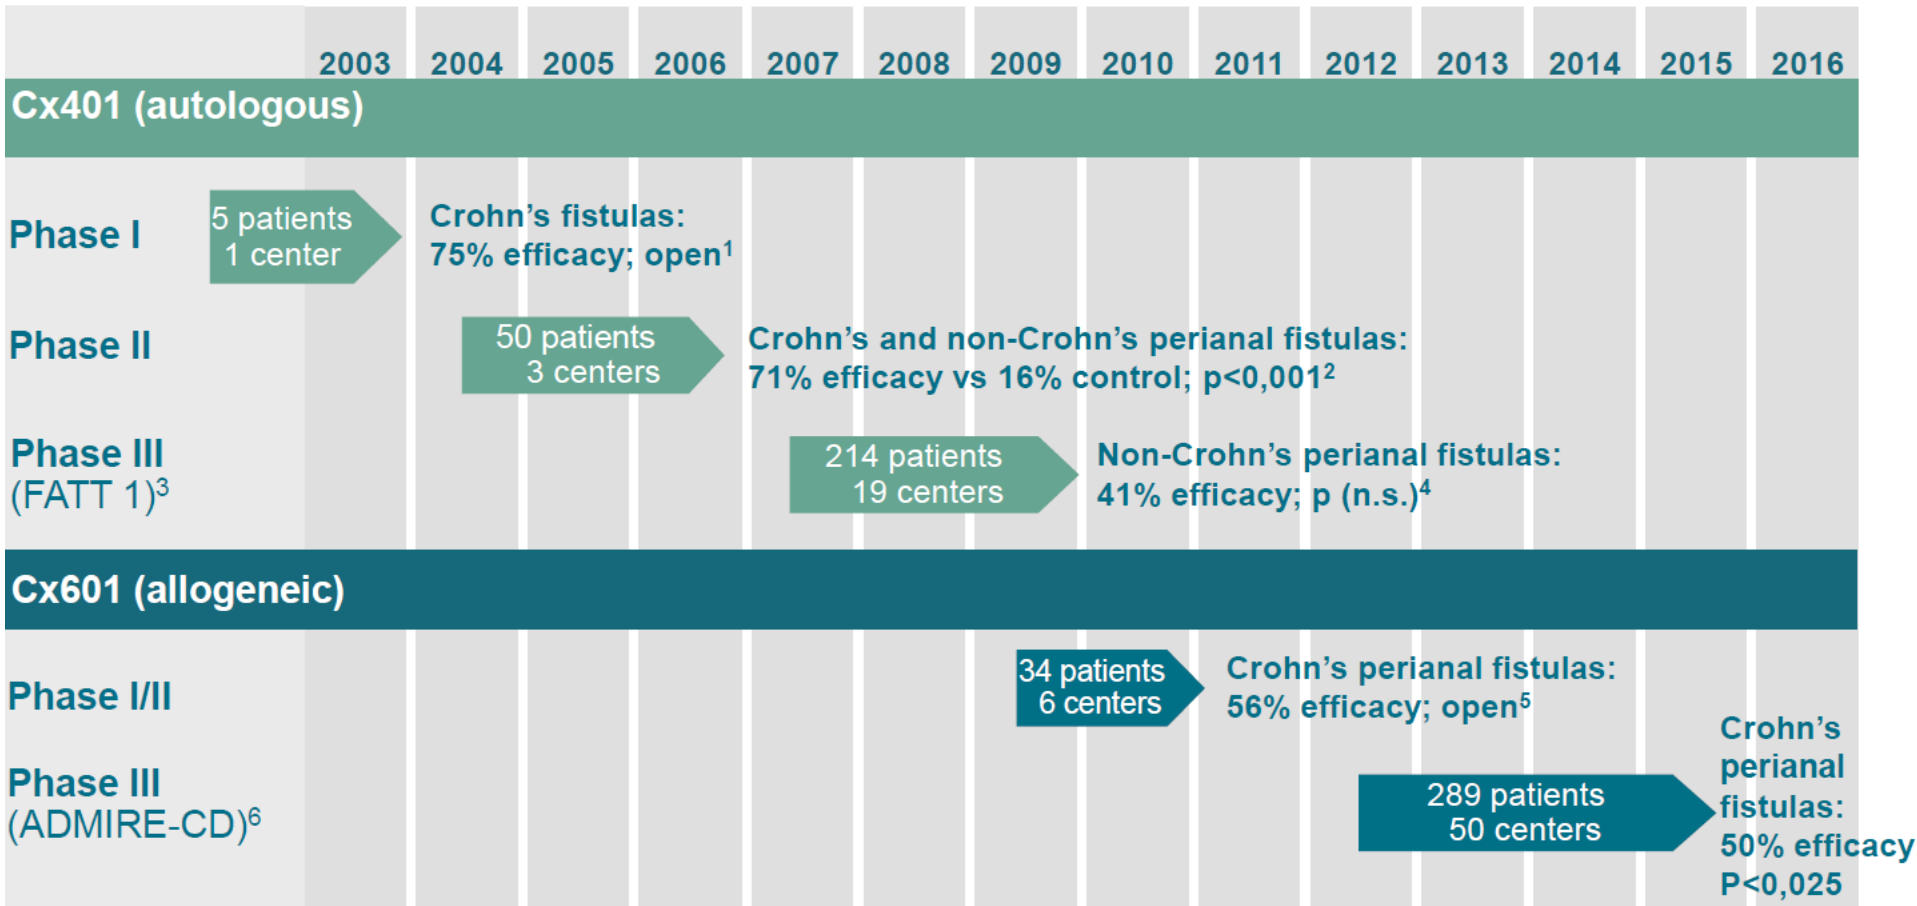 2003 2004 2005 2006 2007 2008 2009 2010 2011 2012 2013 2014 2015 2016
Cx401 (autologous)
Phase I
5 patients
1 center
Crohn’s fistulas:
75% efficacy; open¹
Phase II
50 patients
3 centers
Crohn’s and non-Crohn’s perianal fistulas:
71% efficacy vs 16% control; p<0,001²
Phase III
(FATT 1)³
214 patients
19 centers
Non-Crohn’s perianal fistulas:
41% efficacy; p (n.s.)⁴
Cx601 (allogeneic)
Phase I/II
34 patients
6 centers
Crohn’s perianal fistulas:
56% efficacy; open⁵
Phase III
(ADMIRE-CD)⁶
289 patients
50 centers
Crohn’s
perianal
fistulas:
50% efficacy
P<0,025